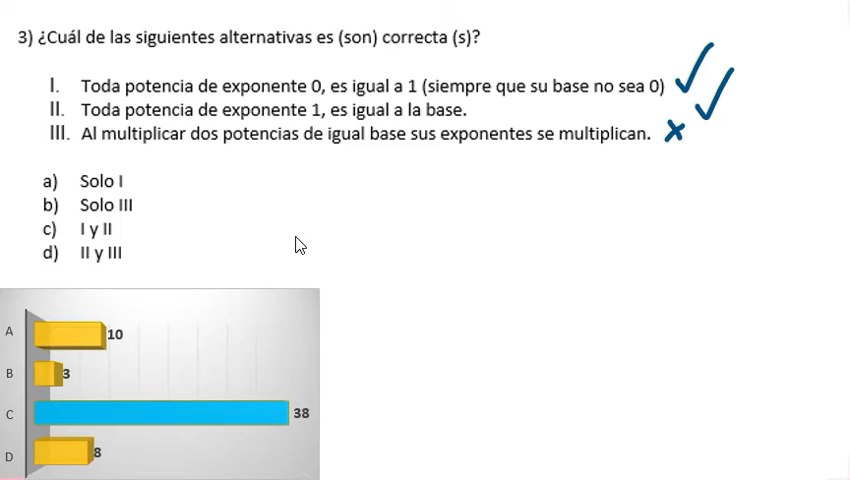 3) ¿Cuál de las siguientes alternativas es (son) correcta (s)?
I. Toda potencia de exponente 0, es igual a 1 (siempre que su base no sea 0)
II. Toda potencia de exponente 1, es igual a la base.
III. Al multiplicar dos potencias de igual base sus exponentes se multiplican.
a) Solo I
b) Solo III
c) I y II
d) II y III
A 10
B 3
C 38
D 8